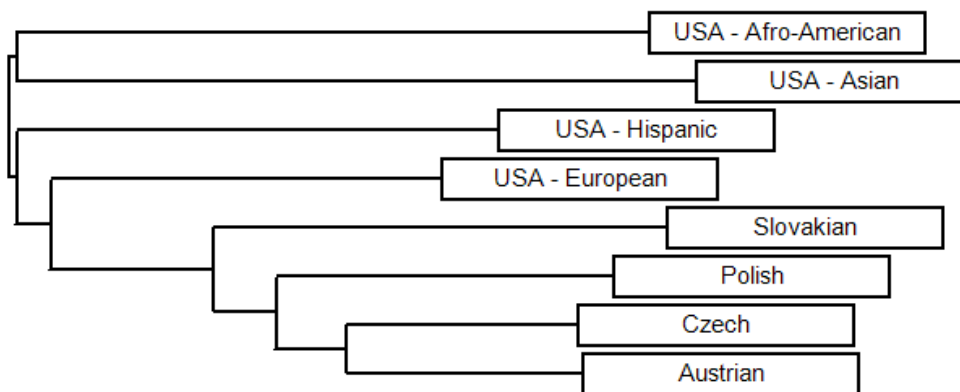 USA - Afro-American
USA - Asian
USA - Hispanic
USA - European
Slovakian
Polish
Czech
Austrian